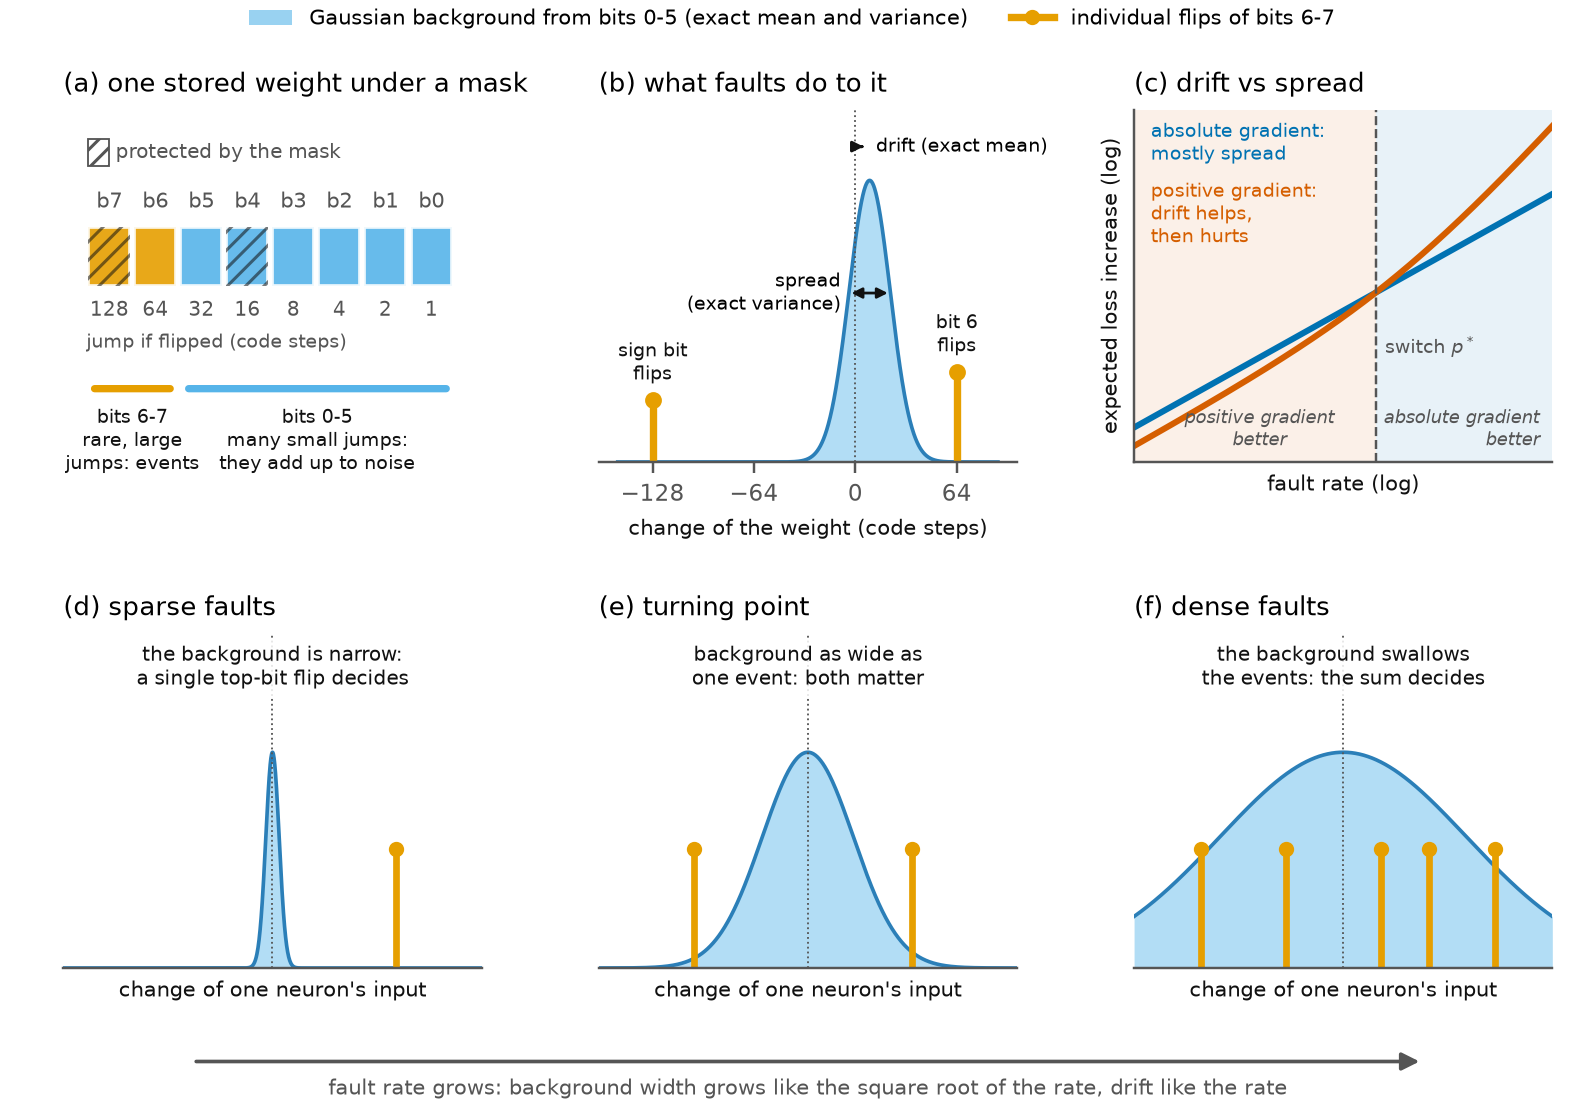 Gaussian background from bits 0-5 (exact mean and variance)
individual flips of bits 6-7
(a) one stored weight under a mask
protected by the mask
b7 b6 b5 b4 b3 b2 b1 b0
128 64 32 16 8 4 2 1
jump if flipped (code steps)
bits 6-7
rare, large
jumps: events
bits 0-5
many small jumps:
they add up to noise
(b) what faults do to it
drift (exact mean)
spread
(exact variance)
sign bit
flips
bit 6
flips
−128 −64 0 64
change of the weight (code steps)
(c) drift vs spread
expected loss increase (log)
absolute gradient:
mostly spread
positive gradient:
drift helps,
then hurts
switch p*
positive gradient
better
absolute gradient
better
fault rate (log)
(d) sparse faults
the background is narrow:
a single top-bit flip decides
change of one neuron's input
(e) turning point
background as wide as
one event: both matter
change of one neuron's input
(f) dense faults
the background swallows
the events: the sum decides
change of one neuron's input
fault rate grows: background width grows like the square root of the rate, drift like the rate